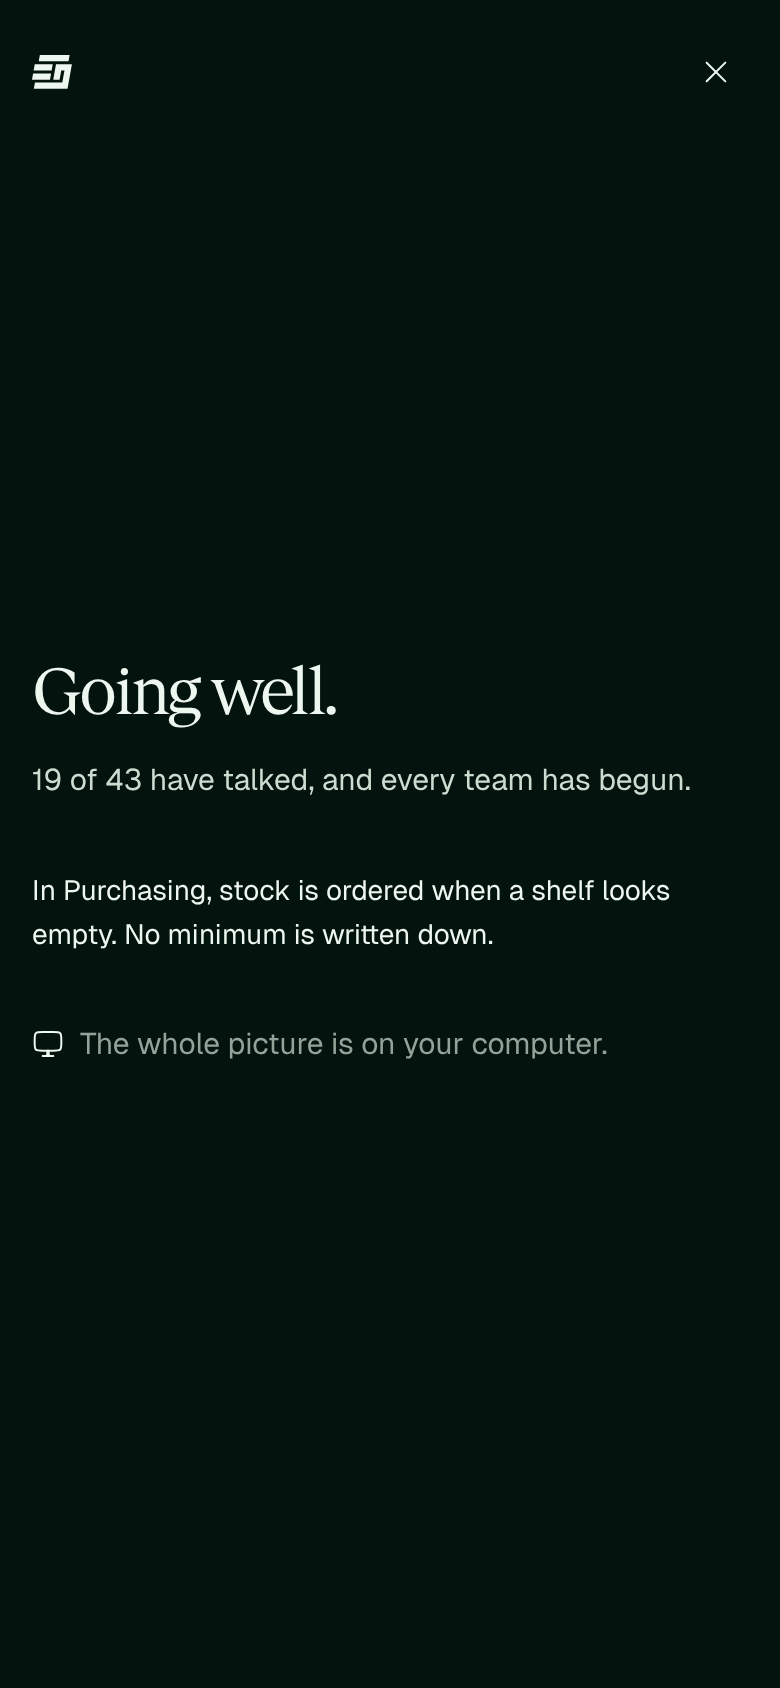 Going well.
19 of 43 have talked, and every team has begun.
In Purchasing, stock is ordered when a shelf looks
empty. No minimum is written down.
The whole picture is on your computer.